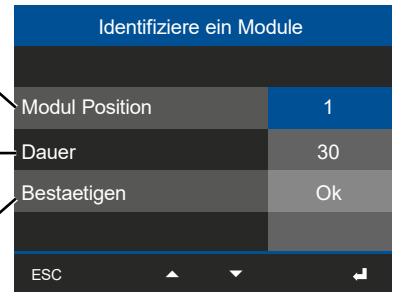 Identifiziere ein Module
Modul Position 1
Dauer 30
Bestaetigen Ok
ESC